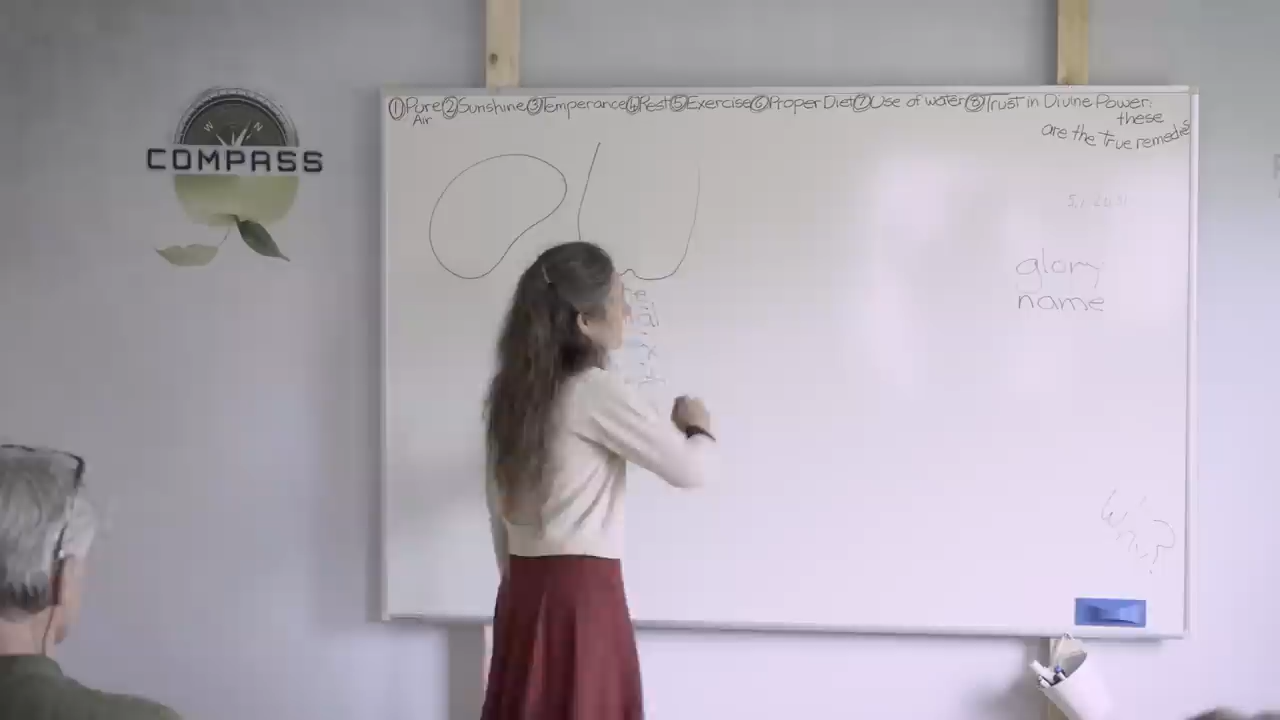 W N
COMPASS
①Pure ②Sunshine ③Temperance ④Rest ⑤Exercise ⑥Proper Diet ⑦Use of water ⑧Trust in Divine Power:
Air
these
are the True remedies
glory
name
Why?